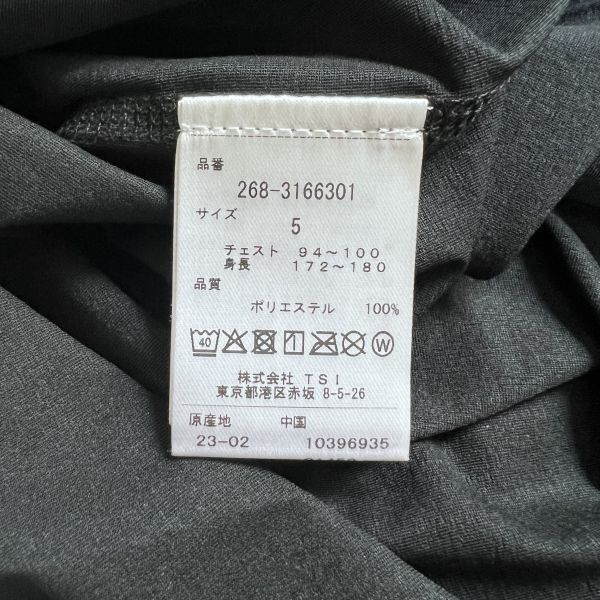 品番
268-3166301
サイズ
5
チェスト 94～100
身長 172～180
品質
ポリエステル 100%
40 W
株式会社 TSI
東京都港区赤坂 8-5-26
原産地 中国
23-02 10396935